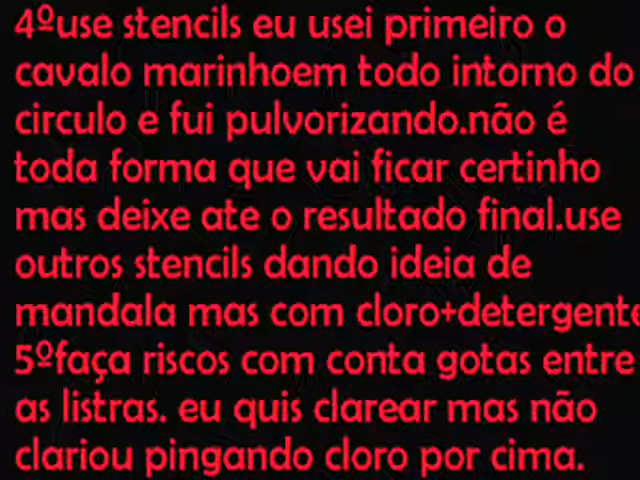 4ºuse stencils eu usei primeiro o
cavalo marinhoem todo intorno do
circulo e fui pulvorizando.não é
toda forma que vai ficar certinho
mas deixe ate o resultado final.use
outros stencils dando ideia de
mandala mas com cloro+detergente
5ºfaça riscos com conta gotas entre
as listras. eu quis clarear mas não
clariou pingando cloro por cima.